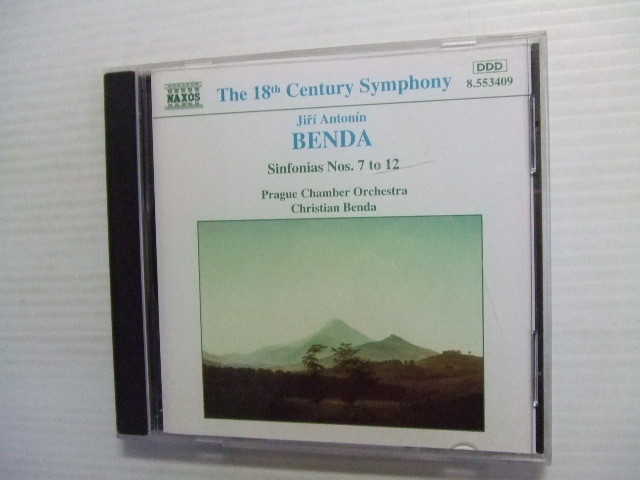 NAXOS
The 18th Century Symphony
DDD
8.553409
Jiří Antonín
BENDA
Sinfonias Nos. 7 to 12
Prague Chamber Orchestra
Christian Benda